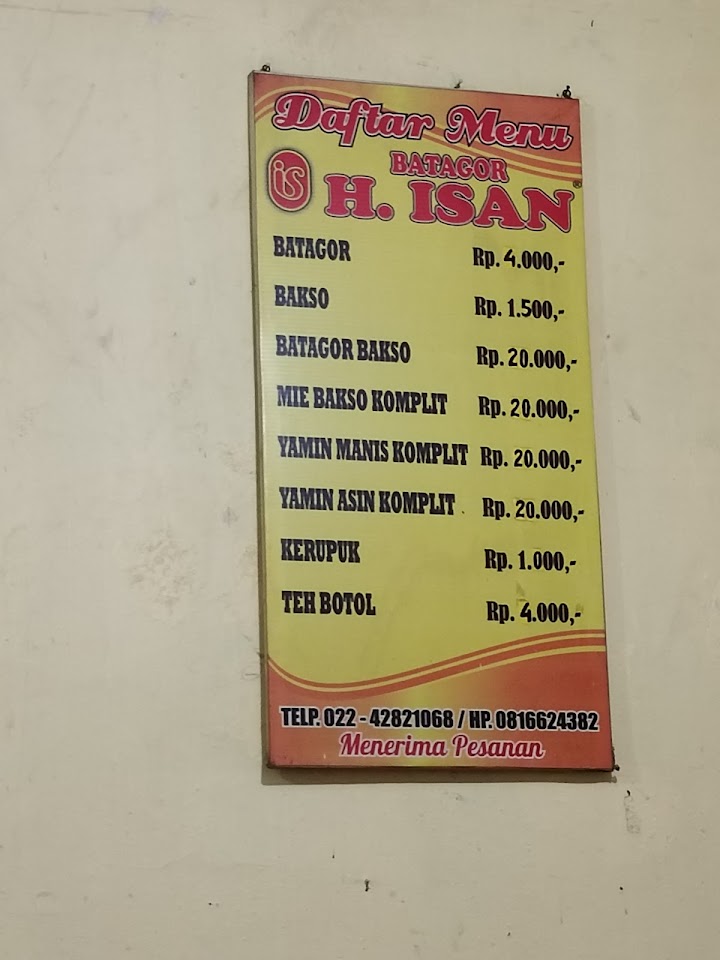 Daftar Menu
iS
BATAGOR
H. ISAN®
BATAGOR Rp. 4.000,-
BAKSO Rp. 1.500,-
BATAGOR BAKSO Rp. 20.000,-
MIE BAKSO KOMPLIT Rp. 20.000,-
YAMIN MANIS KOMPLIT Rp. 20.000,-
YAMIN ASIN KOMPLIT Rp. 20.000,-
KERUPUK Rp. 1.000,-
TEH BOTOL Rp. 4.000,-
TELP. 022 - 42821068 / HP. 0816624382
Menerima Pesanan